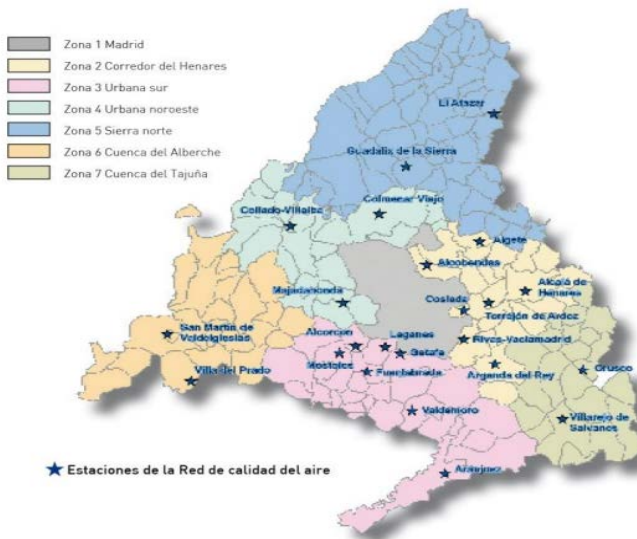 Zona 1 Madrid
Zona 2 Corredor del Henares
Zona 3 Urbana sur
Zona 4 Urbana noroeste
Zona 5 Sierra norte
Zona 6 Cuenca del Alberche
Zona 7 Cuenca del Tajuña
El Atazar
Guadalix de la Sierra
Colmenar Viejo
Collado-Villalba
Algete
Alcobendas
Alcalá de
Henares
Majadahonda
Coslada
Torrejón de Ardoz
San Martín de
Valdeiglesias
Alcorcon
Leganes
Rivas-Vaciamadrid
Mostoles
Getafe
Orusco
Villa del Prado
Fuenlabrada
Arganda del Rey
Valdemoro
Villarejo de
Salvanes
Aranjuez
Estaciones de la Red de calidad del aire